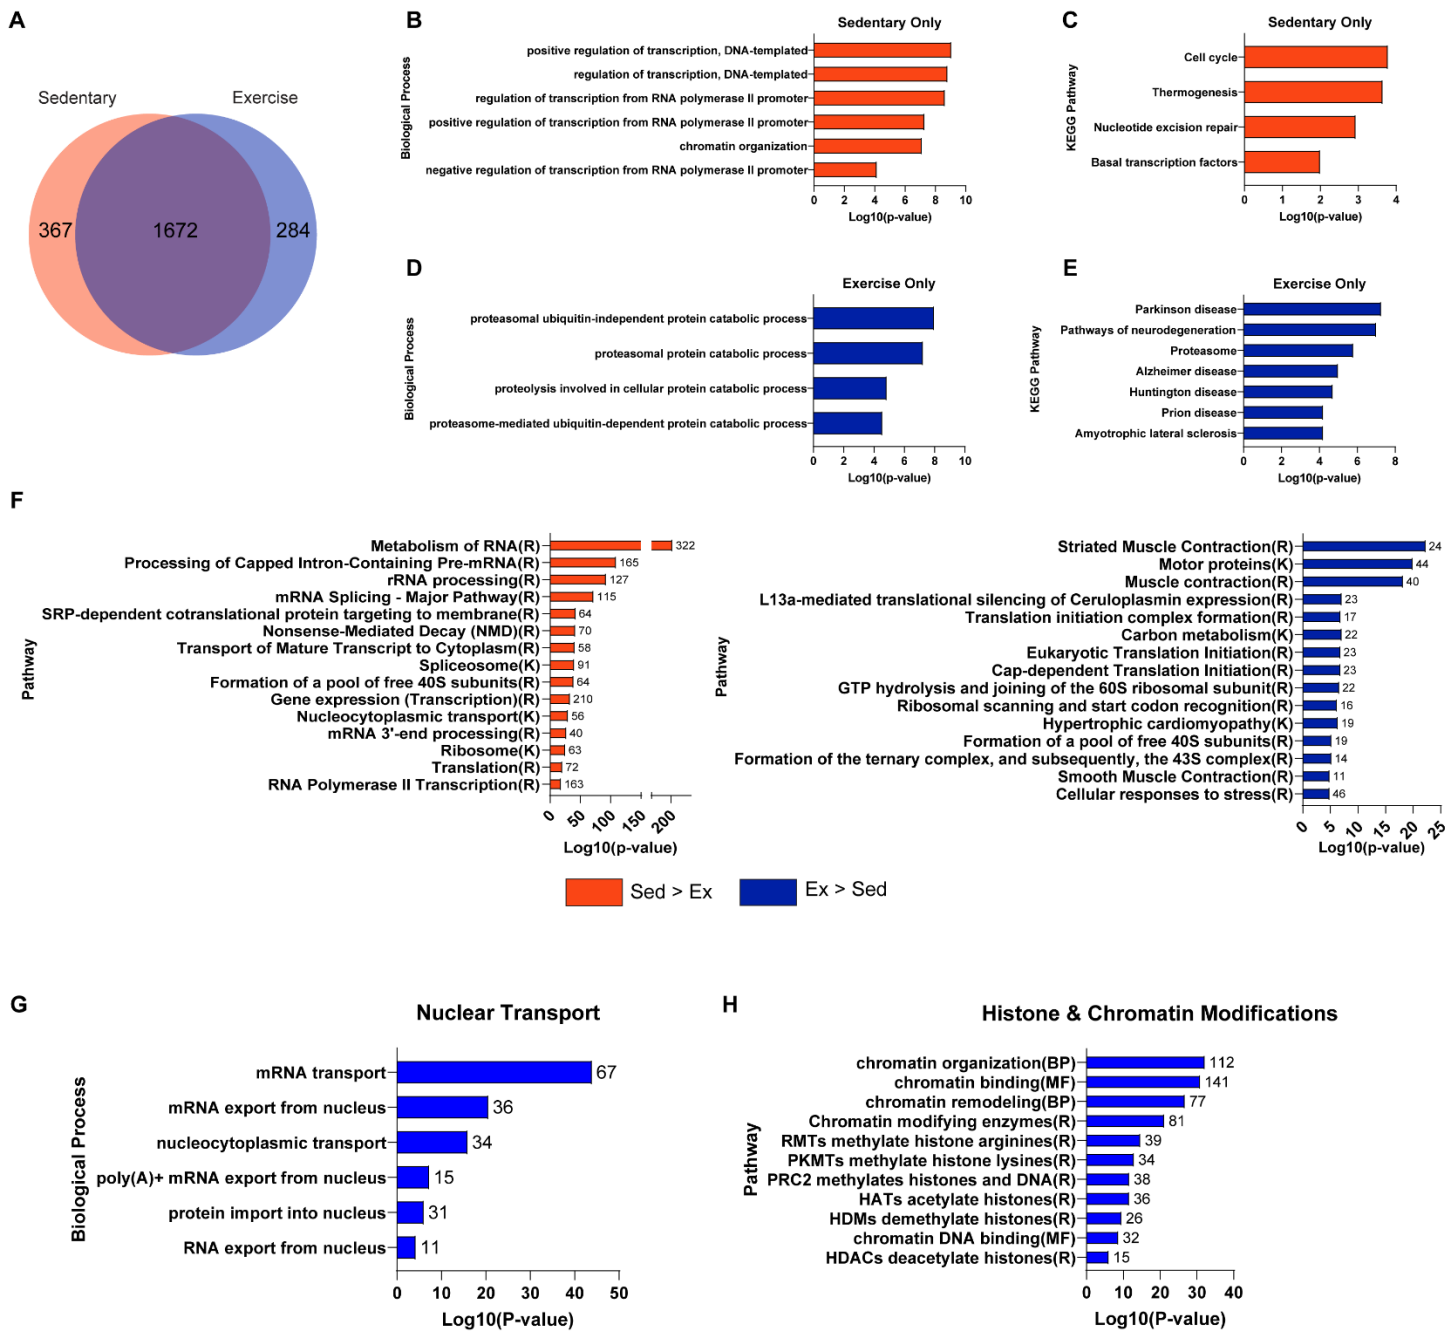 A
Sedentary
Exercise
367
1672
284
B
Sedentary Only
Biological Process
positive regulation of transcription, DNA-templated
regulation of transcription, DNA-templated
regulation of transcription from RNA polymerase II promoter
positive regulation of transcription from RNA polymerase II promoter
chromatin organization
negative regulation of transcription from RNA polymerase II promoter
0 2 4 6 8 10
Log10(p-value)
C
Sedentary Only
KEGG Pathway
Cell cycle
Thermogenesis
Nucleotide excision repair
Basal transcription factors
0 1 2 3 4
Log10(p-value)
D
Exercise Only
Biological Process
proteasomal ubiquitin-independent protein catabolic process
proteasomal protein catabolic process
proteolysis involved in cellular protein catabolic process
proteasome-mediated ubiquitin-dependent protein catabolic process
0 2 4 6 8 10
Log10(p-value)
E
Exercise Only
KEGG Pathway
Parkinson disease
Pathways of neurodegeneration
Proteasome
Alzheimer disease
Huntington disease
Prion disease
Amyotrophic lateral sclerosis
0 2 4 6 8
Log10(p-value)
F
Pathway
Metabolism of RNA(R) 322
Processing of Capped Intron-Containing Pre-mRNA(R) 165
rRNA processing(R) 127
mRNA Splicing - Major Pathway(R) 115
SRP-dependent cotranslational protein targeting to membrane(R) 64
Nonsense-Mediated Decay (NMD)(R) 70
Transport of Mature Transcript to Cytoplasm(R) 58
Spliceosome(K) 91
Formation of a pool of free 40S subunits(R) 64
Gene expression (Transcription)(R) 210
Nucleocytoplasmic transport(K) 56
mRNA 3'-end processing(R) 40
Ribosome(K) 63
Translation(R) 72
RNA Polymerase II Transcription(R) 163
0 50 100 150 200
Log10(p-value)
Pathway
Striated Muscle Contraction(R) 24
Motor proteins(K) 44
Muscle contraction(R) 40
L13a-mediated translational silencing of Ceruloplasmin expression(R) 23
Translation initiation complex formation(R) 17
Carbon metabolism(K) 22
Eukaryotic Translation Initiation(R) 23
Cap-dependent Translation Initiation(R) 23
GTP hydrolysis and joining of the 60S ribosomal subunit(R) 22
Ribosomal scanning and start codon recognition(R) 16
Hypertrophic cardiomyopathy(K) 19
Formation of a pool of free 40S subunits(R) 19
Formation of the ternary complex, and subsequently, the 43S complex(R) 14
Smooth Muscle Contraction(R) 11
Cellular responses to stress(R) 46
0 5 10 15 20 25
Log10(p-value)
Sed > Ex
Ex > Sed
G
Nuclear Transport
Biological Process
mRNA transport 67
mRNA export from nucleus 36
nucleocytoplasmic transport 34
poly(A)+ mRNA export from nucleus 15
protein import into nucleus 31
RNA export from nucleus 11
0 10 20 30 40 50
Log10(P-value)
H
Histone & Chromatin Modifications
Pathway
chromatin organization(BP) 112
chromatin binding(MF) 141
chromatin remodeling(BP) 77
Chromatin modifying enzymes(R) 81
RMTs methylate histone arginines(R) 39
PKMTs methylate histone lysines(R) 34
PRC2 methylates histones and DNA(R) 38
HATs acetylate histones(R) 36
HDMs demethylate histones(R) 26
chromatin DNA binding(MF) 32
HDACs deacetylate histones(R) 15
0 10 20 30 40
Log10(P-value)